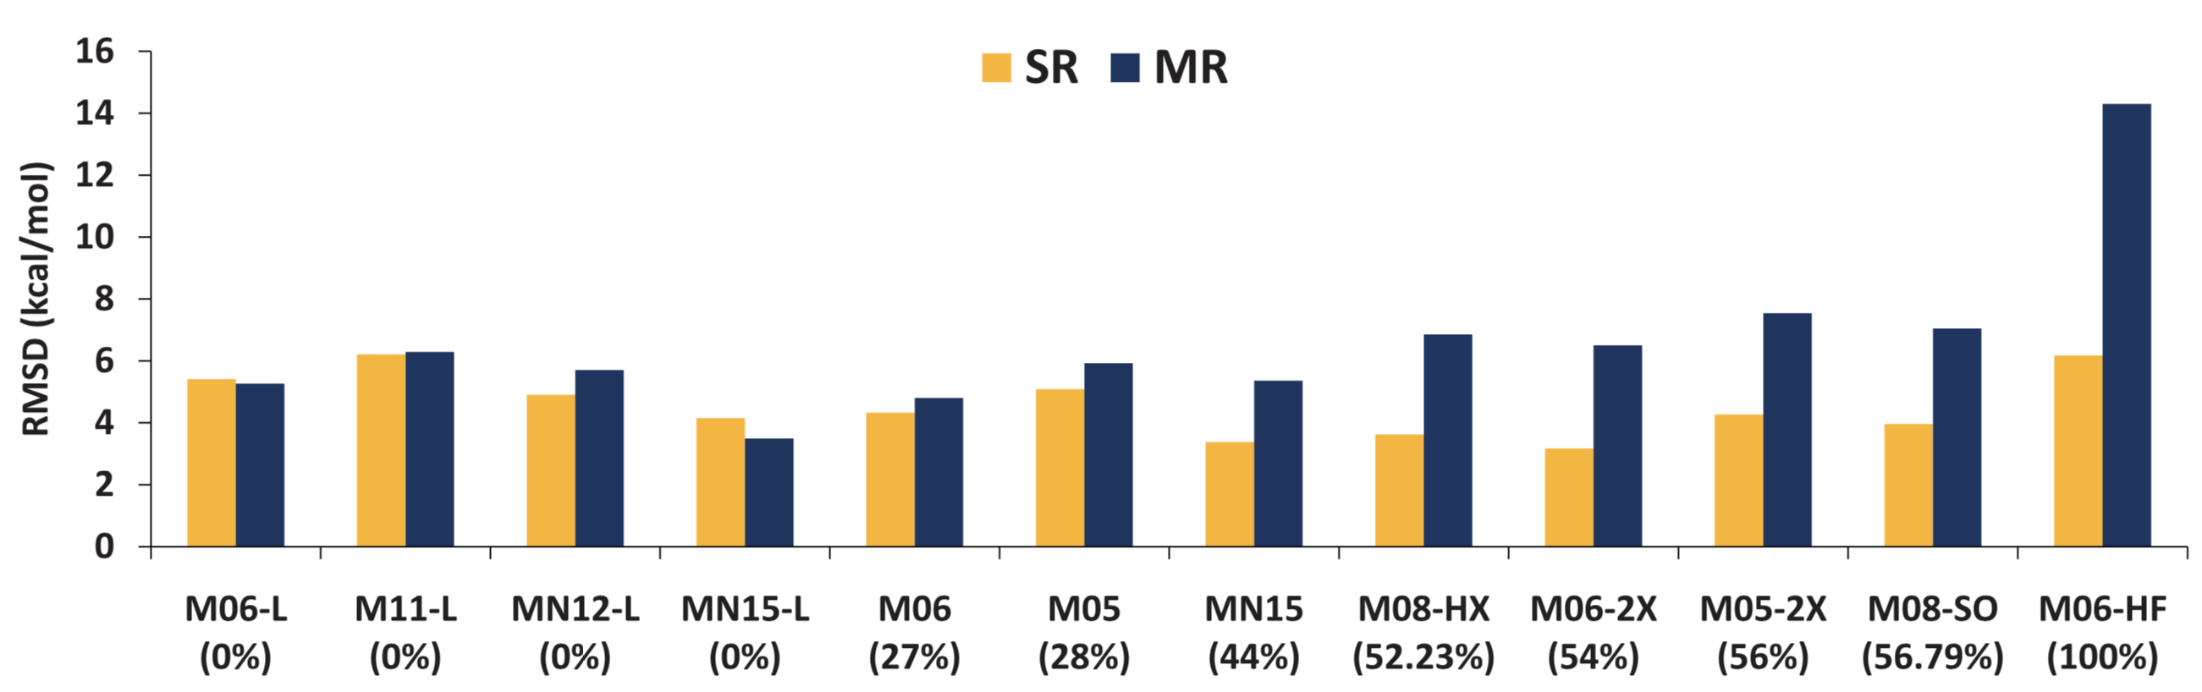 16
14
12
10
8
6
4
2
0
RMSD (kcal/mol)
SR MR
M06-L M11-L MN12-L MN15-L M06 M05 MN15 M08-HX M06-2X M05-2X M08-SO M06-HF
(0%) (0%) (0%) (0%) (27%) (28%) (44%) (52.23%) (54%) (56%) (56.79%) (100%)